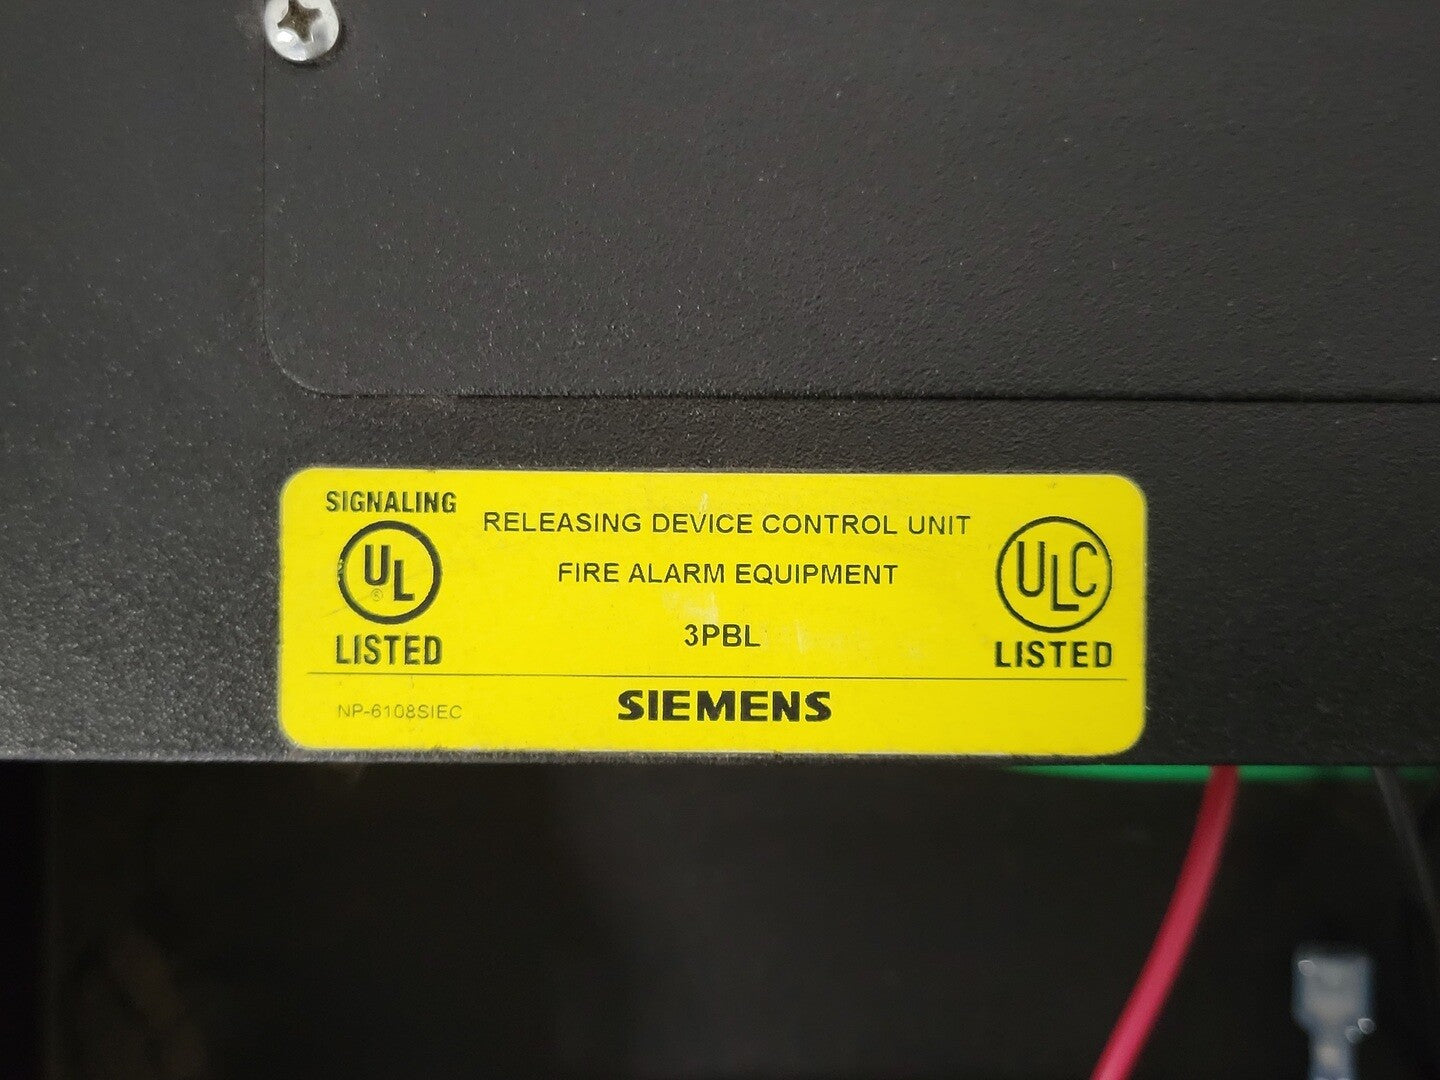 SIGNALING
UL
®
LISTED
RELEASING DEVICE CONTROL UNIT
FIRE ALARM EQUIPMENT
3PBL
ULC
LISTED
NP-6108SIEC
SIEMENS